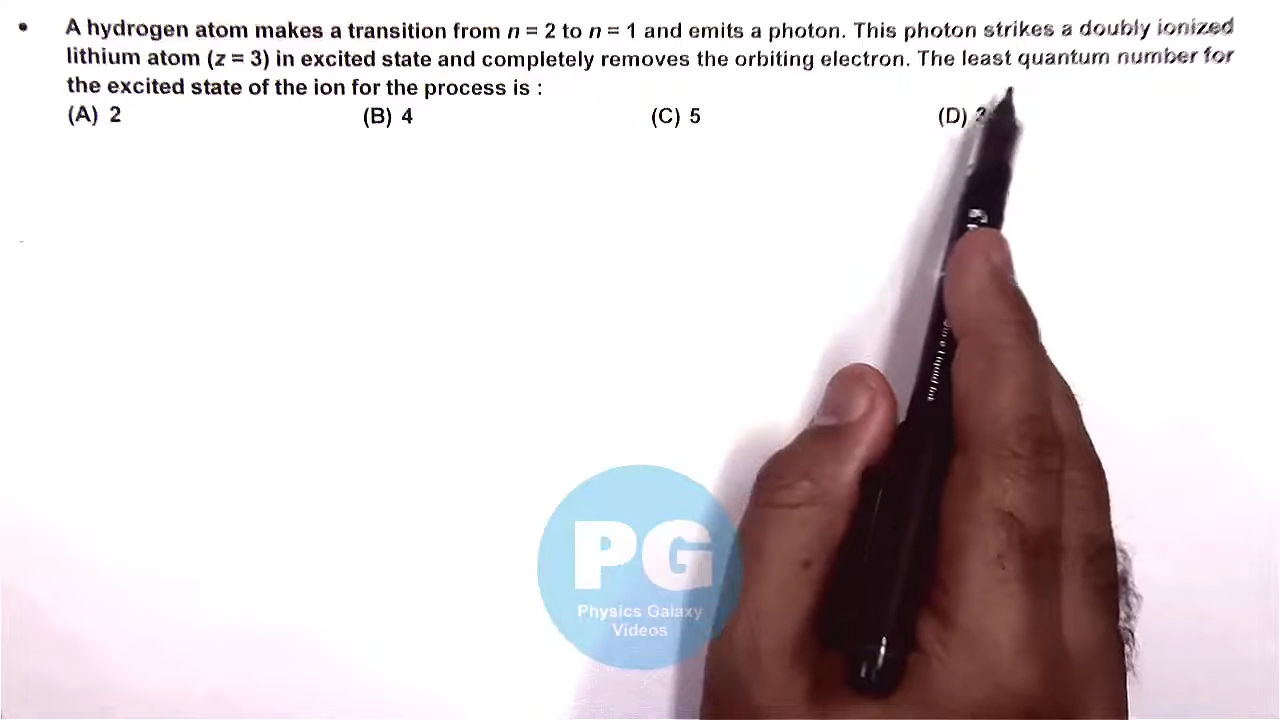 • A hydrogen atom makes a transition from n = 2 to n = 1 and emits a photon. This photon strikes a doubly ionized
lithium atom (z = 3) in excited state and completely removes the orbiting electron. The least quantum number for
the excited state of the ion for the process is :
(A) 2 (B) 4 (C) 5 (D)
PG
Physics Galaxy
Videos